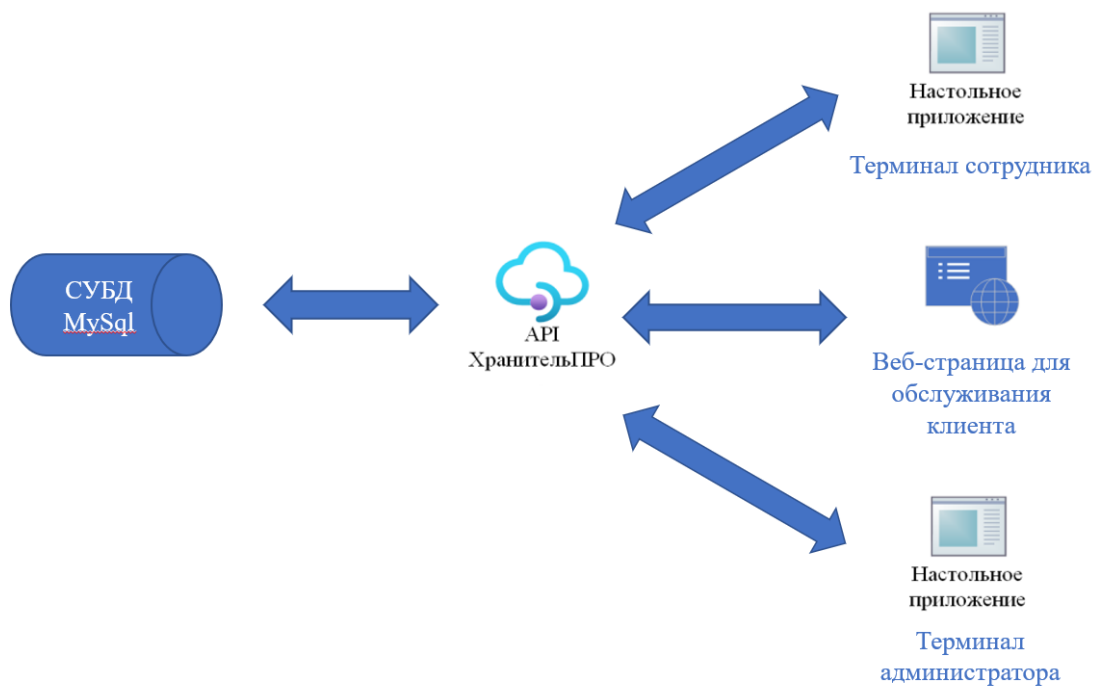 СУБД
MySql
API
ХранительПРО
Настольное
приложение
Терминал сотрудника
Веб-страница для
обслуживания
клиента
Настольное
приложение
Терминал
администратора